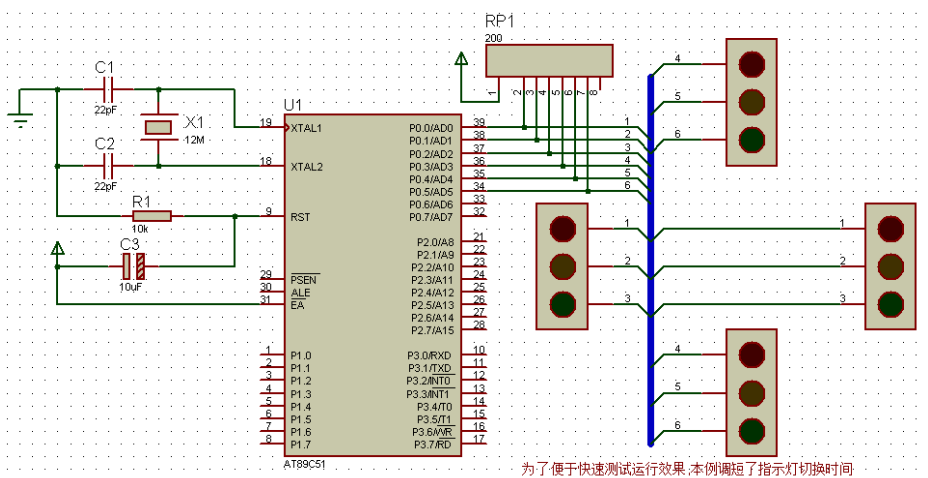 RP1
200
C1
22pF
X1
12M
C2
22pF
R1
10k
C3
10uF
U1
19
XTAL1
18
XTAL2
9
RST
29
PSEN
30
ALE
31
EA
1
P1.0
2
P1.1
3
P1.2
4
P1.3
5
P1.4
6
P1.5
7
P1.6
8
P1.7
P0.0/AD0
39
P0.1/AD1
38
P0.2/AD2
37
P0.3/AD3
36
P0.4/AD4
35
P0.5/AD5
34
P0.6/AD6
33
P0.7/AD7
32
P2.0/A8
21
P2.1/A9
22
P2.2/A10
23
P2.3/A11
24
P2.4/A12
25
P2.5/A13
26
P2.6/A14
27
P2.7/A15
28
P3.0/RXD
10
P3.1/TXD
11
P3.2/INT0
12
P3.3/INT1
13
P3.4/T0
14
P3.5/T1
15
P3.6/WR
16
P3.7/RD
17
AT89C51
1
2
3
4
5
6
7
8
1
2
3
4
5
6
4
5
6
1
2
3
1
2
3
4
5
6
为了便于快速测试运行效果,本例调短了指示灯切换时间